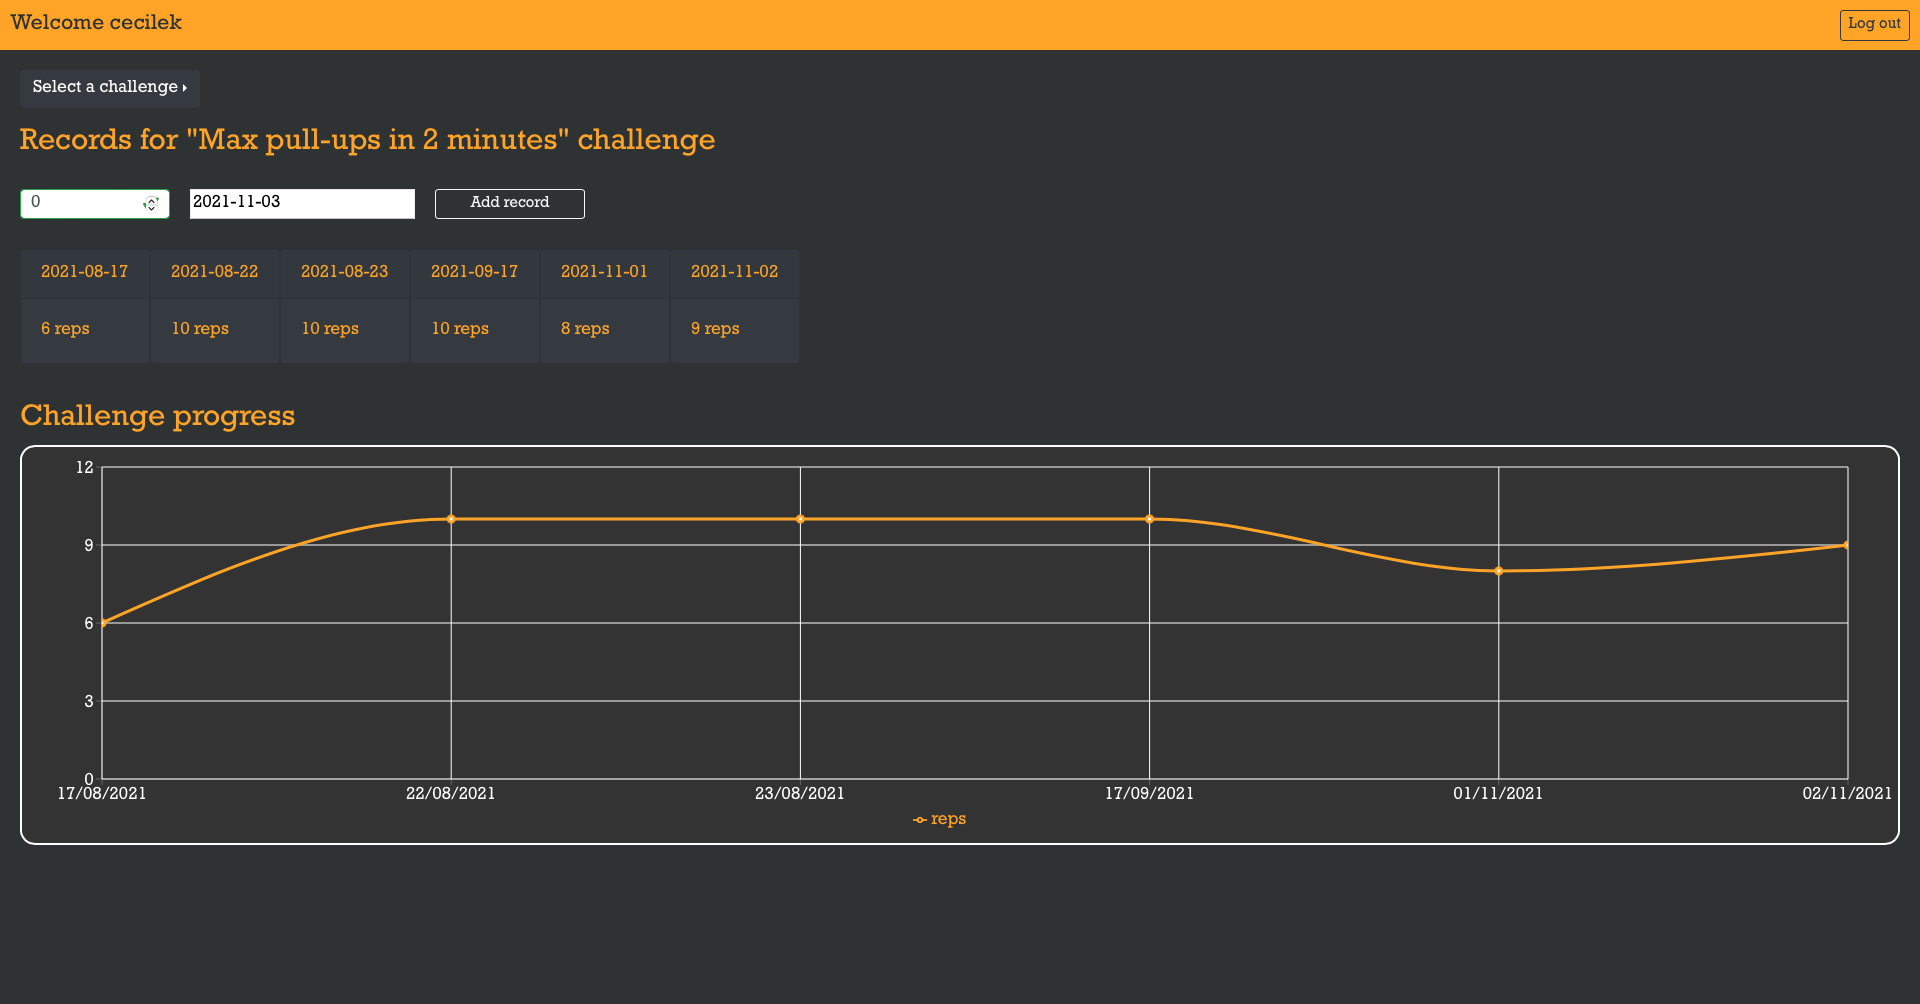 Welcome cecilek
Log out
Select a challenge
Records for "Max pull-ups in 2 minutes" challenge
0
2021-11-03
Add record
2021-08-17 2021-08-22 2021-08-23 2021-09-17 2021-11-01 2021-11-02
6 reps 10 reps 10 reps 10 reps 8 reps 9 reps
Challenge progress
12
9
6
3
0
17/08/2021 22/08/2021 23/08/2021 17/09/2021 01/11/2021 02/11/2021
reps